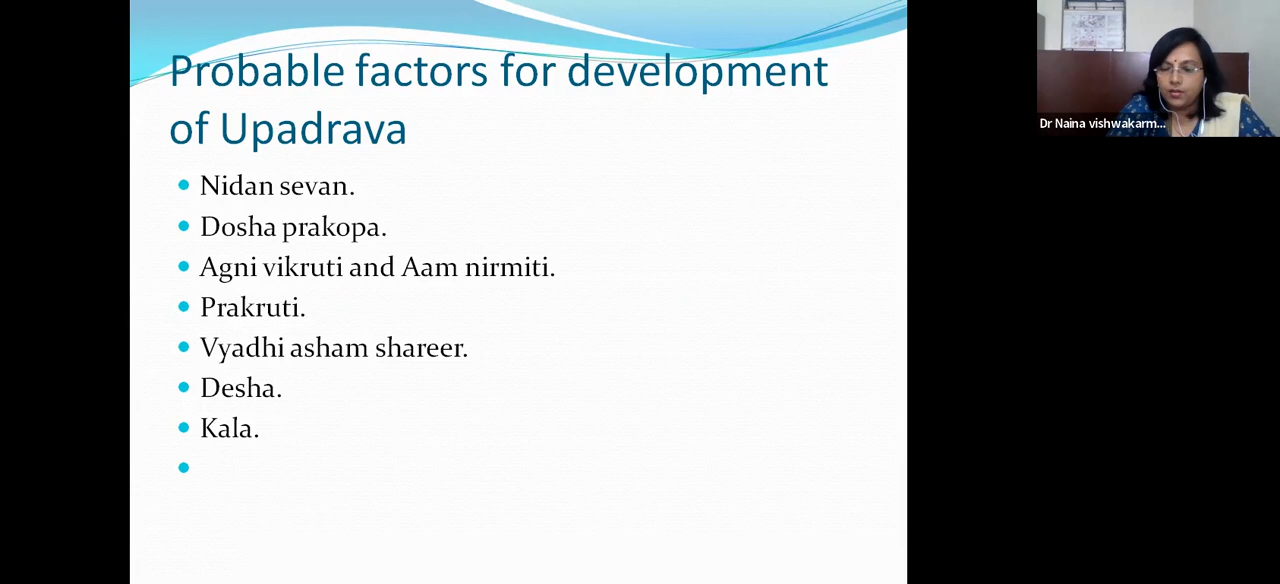 Probable factors for development
of Upadrava
Nidan sevan.
Dosha prakopa.
Agni vikruti and Aam nirmiti.
Prakruti.
Vyadhi asham shareer.
Desha.
Kala.
Dr Naina vishwakarm...